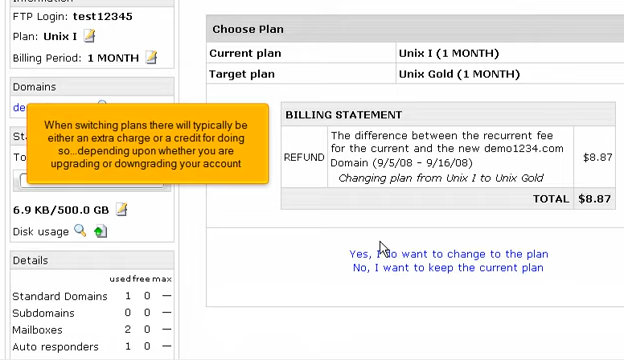 FTP Login: test12345
Plan: Unix I
Billing Period: 1 MONTH
Domains
de
When switching plans there will typically be
either an extra charge or a credit for doing
so...depending upon whether you are
upgrading or downgrading your account
St
To
6.9 KB/500.0 GB
Disk usage
Details
used free max
Standard Domains 1 0 —
Subdomains 0 0 —
Mailboxes 2 0 —
Auto responders 1 0 —
Choose Plan
Current plan Unix I (1 MONTH)
Target plan Unix Gold (1 MONTH)
BILLING STATEMENT
REFUND
The difference between the recurrent fee
for the current and the new demo1234.com
Domain (9/5/08 - 9/16/08)
Changing plan from Unix I to Unix Gold
$8.87
TOTAL $8.87
Yes, I do want to change to the plan
No, I want to keep the current plan